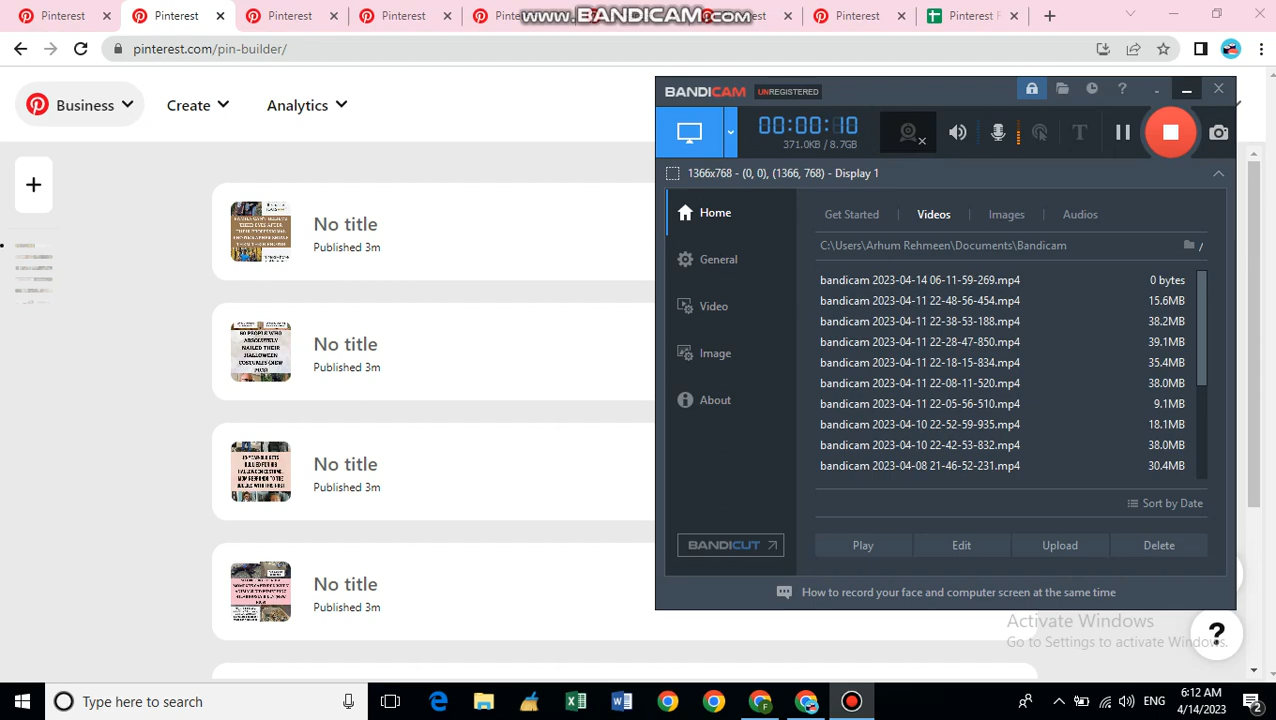 Pinterest
Pinterest
Pinterest
Pinterest
www.BANDICAM.com
Pinterest
pinterest.com/pin-builder/
Business
Create
Analytics
No title
Published 3m
No title
Published 3m
No title
Published 3m
No title
Published 3m
60 PEOPLE WHO
ABSOLUTELY
NAILED THEIR
HALLOWEEN
BANDICAM UNREGISTERED
00:00:10
371.0KB / 8.7GB
1366x768 - (0, 0), (1366, 768) - Display 1
Home
General
Video
Image
About
BANDICUT
Get Started
Videos
Images
Audios
C:\Users\Arhum Rehmeen\Documents\Bandicam
bandicam 2023-04-14 06-11-59-269.mp4 0 bytes
bandicam 2023-04-11 22-48-56-454.mp4 15.6MB
bandicam 2023-04-11 22-38-53-188.mp4 38.2MB
bandicam 2023-04-11 22-28-47-850.mp4 39.1MB
bandicam 2023-04-11 22-18-45-834.mp4 35.4MB
bandicam 2023-04-11 22-08-11-520.mp4 38.0MB
bandicam 2023-04-11 22-05-56-510.mp4 9.1MB
bandicam 2023-04-10 22-52-59-935.mp4 18.1MB
bandicam 2023-04-10 22-42-53-832.mp4 38.0MB
bandicam 2023-04-08 21-46-52-231.mp4 30.4MB
Sort by Date
Play
Edit
Upload
Delete
How to record your face and computer screen at the same time
Activate Windows
Go to Settings to activate Windows.
Type here to search
ENG
6:12 AM
4/14/2023
2